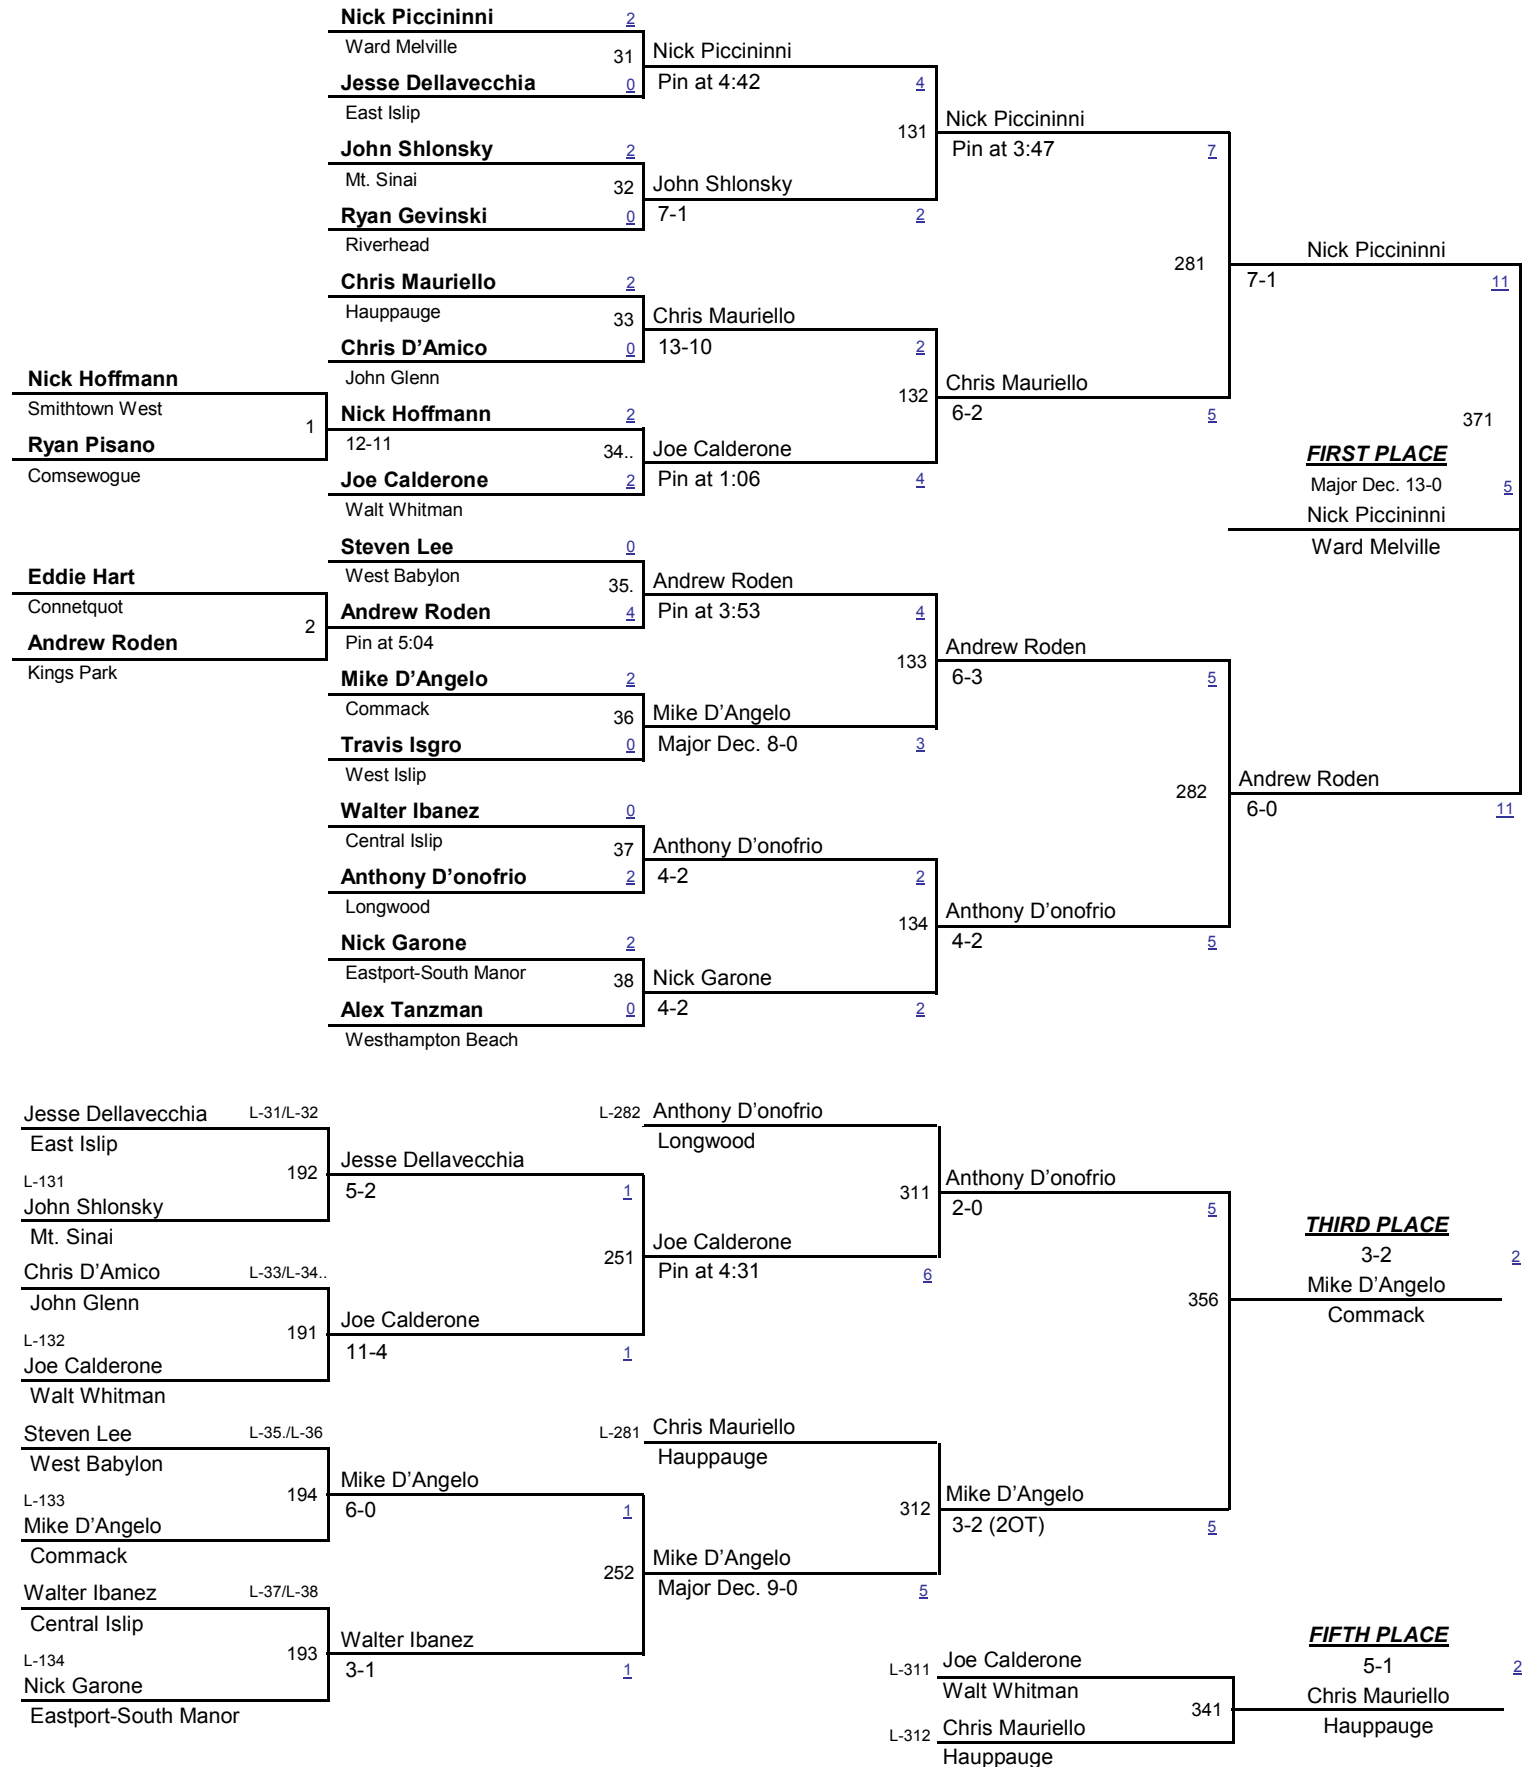 Nick Piccininni 2
Ward Melville
31
Nick Piccininni
Jesse Dellavecchia 0
Pin at 4:42 4
East Islip
Nick Piccininni
131
John Shlonsky 2
Pin at 3:47 7
Mt. Sinai
32
John Shlonsky
Ryan Gevinski 0
7-1 2
Riverhead
Nick Piccininni
281
Chris Mauriello 2
7-1 11
Hauppauge
33
Chris Mauriello
Chris D'Amico 0
13-10 2
John Glenn
Nick Hoffmann
Chris Mauriello
132
Smithtown West
Nick Hoffmann 2
6-2 5
1
371
Ryan Pisano
12-11
34..
Joe Calderone
FIRST PLACE
Comsewogue
Joe Calderone 2
Pin at 1:06 4
Major Dec. 13-0 5
Walt Whitman
Nick Piccininni
Steven Lee 0
Ward Melville
Eddie Hart
West Babylon
35.
Andrew Roden
Connetquot
Andrew Roden 4
Pin at 3:53 4
2
Andrew Roden
Pin at 5:04
Andrew Roden
133
Kings Park
Mike D'Angelo 2
6-3 5
Commack
36
Mike D'Angelo
Travis Isgro 0
Major Dec. 8-0 3
West Islip
Andrew Roden
282
Walter Ibanez 0
6-0 11
Central Islip
37
Anthony D'onofrio
Anthony D'onofrio 2
4-2 2
Longwood
Anthony D'onofrio
134
Nick Garone 2
4-2 5
Eastport-South Manor
38
Nick Garone
Alex Tanzman 0
4-2 2
Westhampton Beach
Jesse Dellavecchia L-31/L-32
L-282 Anthony D'onofrio
East Islip
Longwood
192
Jesse Dellavecchia
L-131
5-2 1
311
Anthony D'onofrio
John Shlonsky
2-0 5
Mt. Sinai
THIRD PLACE
251
Joe Calderone
3-2 2
Chris D'Amico L-33/L-34..
Pin at 4:31 6
Mike D'Angelo
John Glenn
356
Commack
191
Joe Calderone
L-132
11-4 1
Joe Calderone
Walt Whitman
Steven Lee L-35./L-36
L-281 Chris Mauriello
West Babylon
Hauppauge
194
Mike D'Angelo
L-133
6-0 1
312
Mike D'Angelo
Mike D'Angelo
3-2 (2OT) 5
Commack
252
Mike D'Angelo
Walter Ibanez L-37/L-38
Major Dec. 9-0 5
Central Islip
193
Walter Ibanez
FIFTH PLACE
L-134
3-1 1
L-311 Joe Calderone
5-1 2
Nick Garone
Walt Whitman
Chris Mauriello
341
Eastport-South Manor
L-312 Chris Mauriello
Hauppauge
Hauppauge